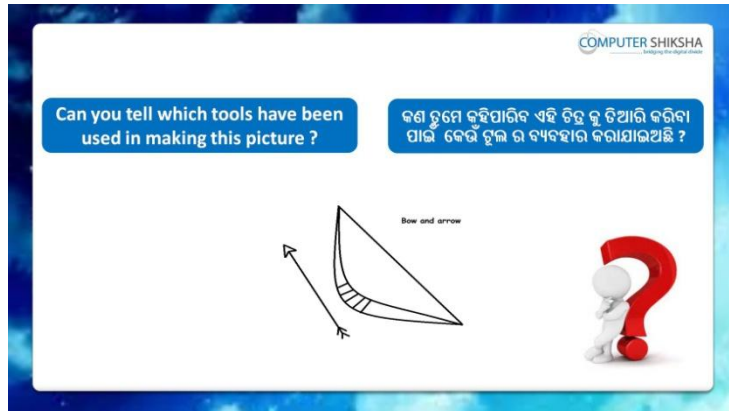 COMPUTER SHIKSHA
bridging the digital divide
Can you tell which tools have been
used in making this picture ?
କଣ ତୁମେ କହିପାରିବ ଏହି ଚିତ୍ର କୁ ତିଆରି କରିବା
ପାଇଁ କେଉଁ ଟୁଲ ର ବ୍ୟବହାର କରାଯାଇଅଛି ?
Bow and arrow